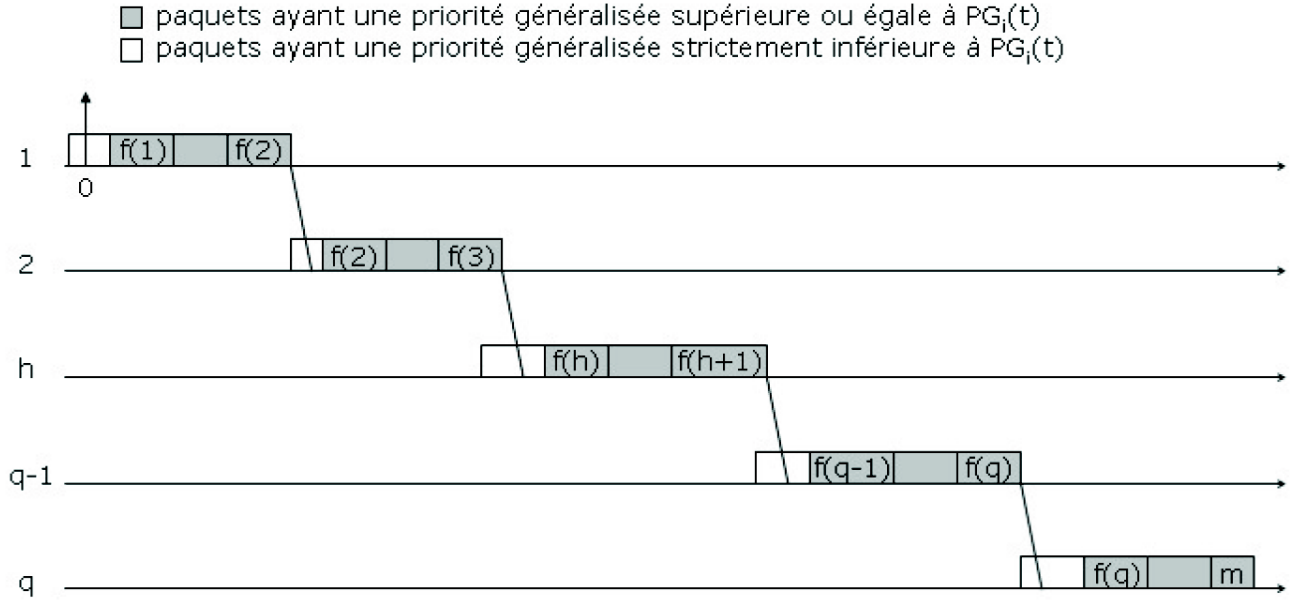 paquets ayant une priorité généralisée supérieure ou égale à PGi(t)
paquets ayant une priorité généralisée strictement inférieure à PGi(t)
1 f(1) f(2)
0
2 f(2) f(3)
h f(h) f(h+1)
q-1 f(q-1) f(q)
q f(q) m